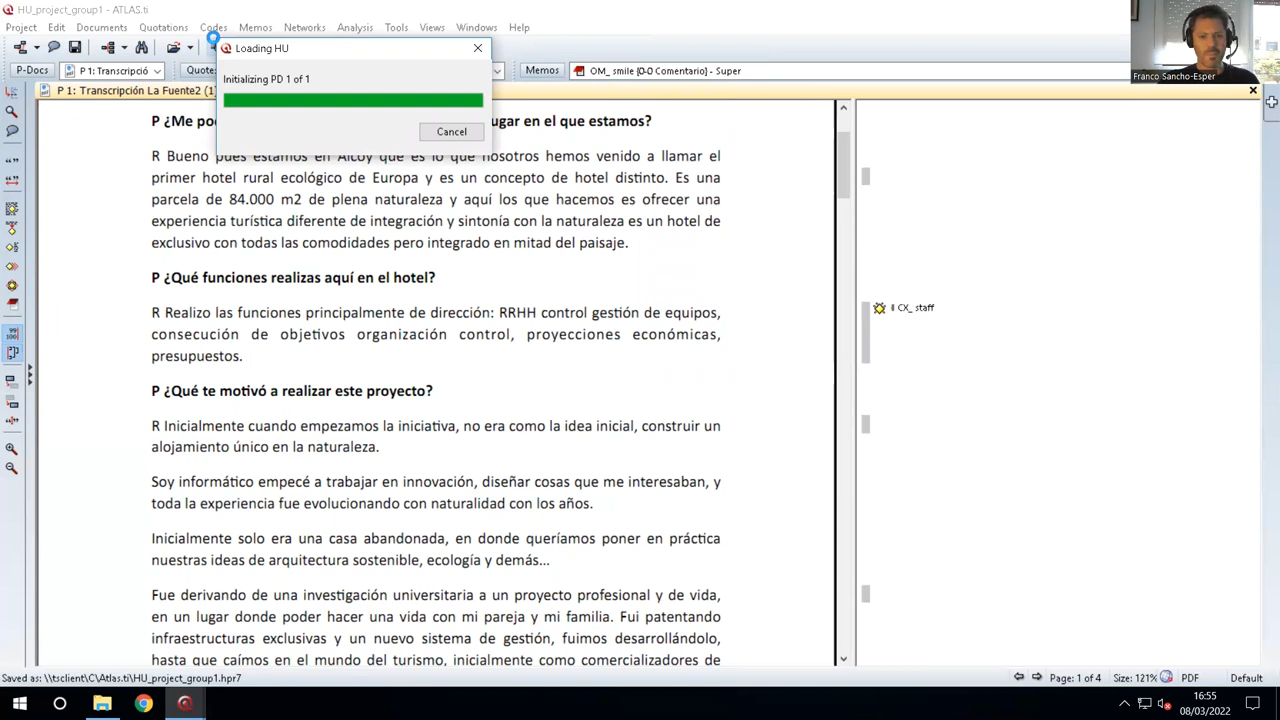 HU_project_group1 - ATLAS.ti
Project Edit Documents Quotations Codes Memos Networks Analysis Tools Views Windows Help
Loading HU
P-Docs P 1: Transcripció Quotes Memos OM_ smile {0-0 Comentario} - Super
Franco Sancho-Esper
Initializing PD 1 of 1
P 1: Transcripción La Fuente2 (1)
Cancel
P ¿Me po ugar en el que estamos?
R Bueno pues estamos en Alcoy que es lo que nosotros hemos venido a llamar el
primer hotel rural ecológico de Europa y es un concepto de hotel distinto. Es una
parcela de 84.000 m2 de plena naturaleza y aquí los que hacemos es ofrecer una
experiencia turística diferente de integración y sintonía con la naturaleza es un hotel de
exclusivo con todas las comodidades pero integrado en mitad del paisaje.
P ¿Qué funciones realizas aquí en el hotel?
R Realizo las funciones principalmente de dirección: RRHH control gestión de equipos,
consecución de objetivos organización control, proyecciones económicas,
presupuestos.
CX_ staff
P ¿Qué te motivó a realizar este proyecto?
R Inicialmente cuando empezamos la iniciativa, no era como la idea inicial, construir un
alojamiento único en la naturaleza.
Soy informático empecé a trabajar en innovación, diseñar cosas que me interesaban, y
toda la experiencia fue evolucionando con naturalidad con los años.
Inicialmente solo era una casa abandonada, en donde queríamos poner en práctica
nuestras ideas de arquitectura sostenible, ecología y demás...
Fue derivando de una investigación universitaria a un proyecto profesional y de vida,
en un lugar donde poder hacer una vida con mi pareja y mi familia. Fui patentando
infraestructuras exclusivas y un nuevo sistema de gestión, fuimos desarrollándolo,
hasta que caímos en el mundo del turismo, inicialmente como comercializadores de
Saved as: \\tsclient\C\Atlas.ti\HU_project_group1.hpr7 Page: 1 of 4 Size: 121% PDF Default
16:55
08/03/2022